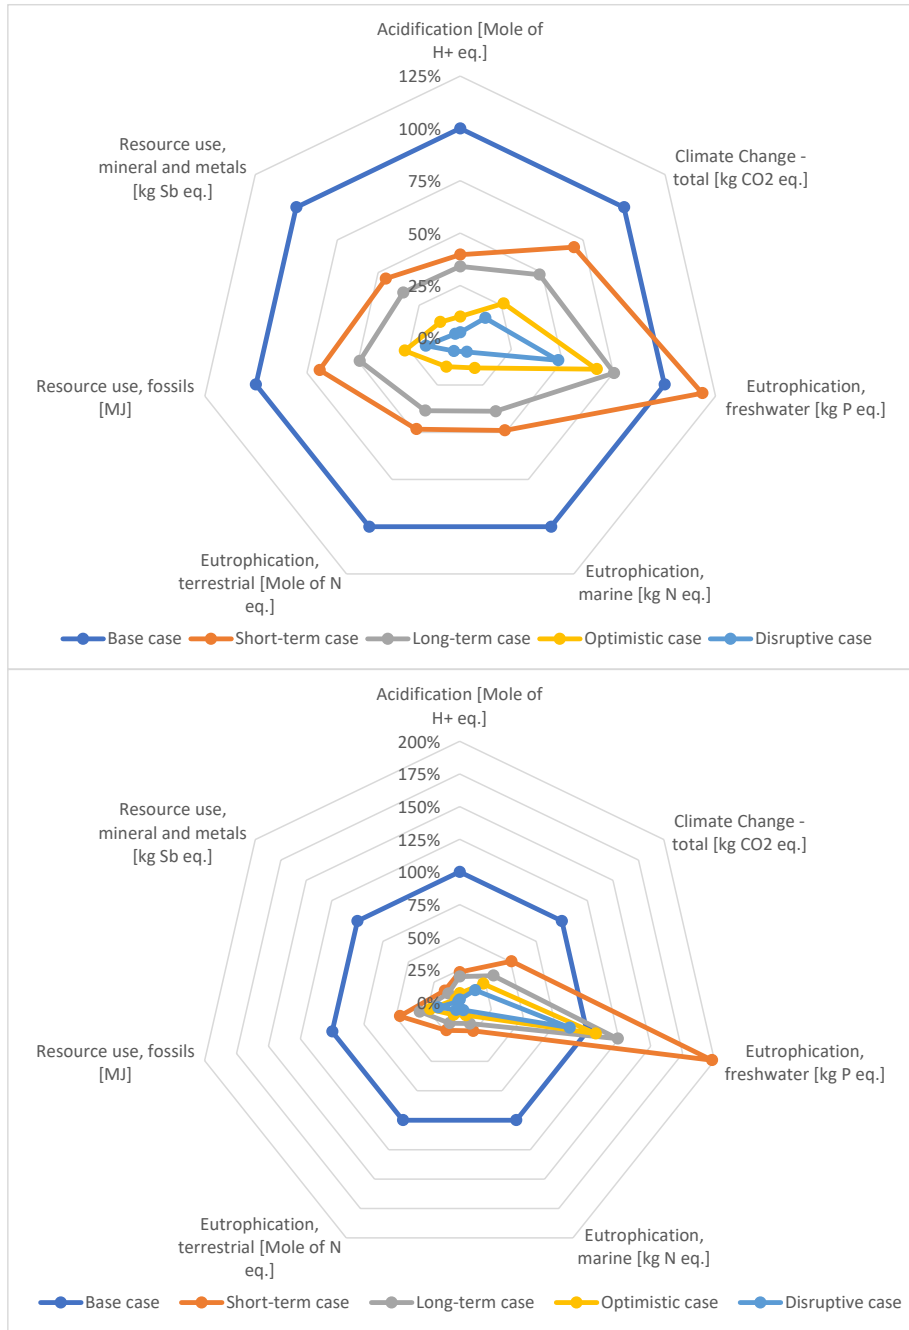 Acidification [Mole of
H+ eq.]
125%
100%
75%
50%
25%
0%
Climate Change -
total [kg CO2 eq.]
Eutrophication,
freshwater [kg P eq.]
Eutrophication,
marine [kg N eq.]
Eutrophication,
terrestrial [Mole of N
eq.]
Resource use, fossils
[MJ]
Resource use,
mineral and metals
[kg Sb eq.]
Base case Short-term case Long-term case Optimistic case Disruptive case
Acidification [Mole of
H+ eq.]
200%
175%
150%
125%
100%
75%
50%
25%
0%
Climate Change -
total [kg CO2 eq.]
Eutrophication,
freshwater [kg P eq.]
Eutrophication,
marine [kg N eq.]
Eutrophication,
terrestrial [Mole of N
eq.]
Resource use, fossils
[MJ]
Resource use,
mineral and metals
[kg Sb eq.]
Base case Short-term case Long-term case Optimistic case Disruptive case